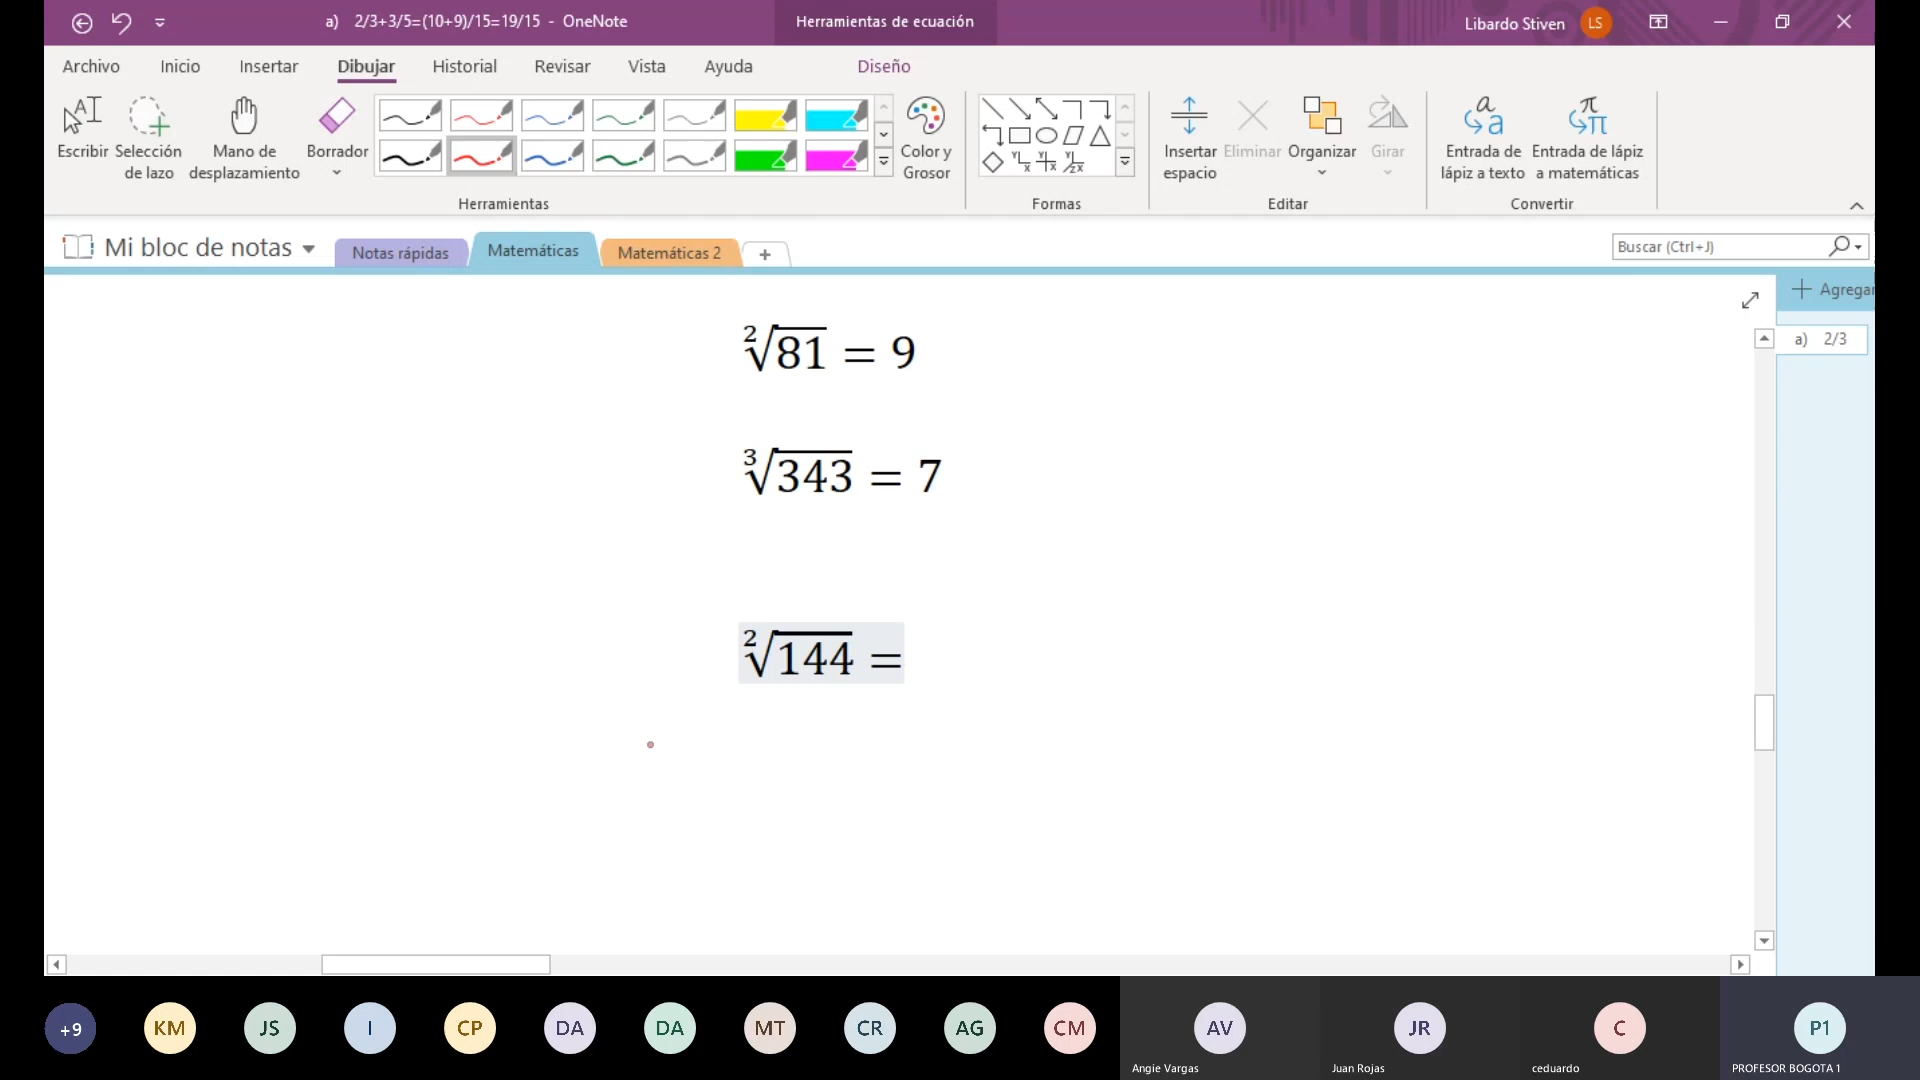 a) 2/3+3/5=(10+9)/15=19/15 - OneNote
Herramientas de ecuación
Libardo Stiven LS
Archivo Inicio Insertar Dibujar Historial Revisar Vista Ayuda Diseño
Escribir
Selección de lazo
Mano de desplazamiento
Borrador
Color y Grosor
Insertar espacio
Eliminar
Organizar
Girar
Entrada de lápiz a texto
Entrada de lápiz a matemáticas
Herramientas Formas Editar Convertir
Mi bloc de notas
Notas rápidas Matemáticas Matemáticas 2 +
Buscar (Ctrl+J)
Agregar
a) 2/3
²√81 = 9
³√343 = 7
²√144 =
+9 KM JS I CP DA DA MT CR AG CM AV JR C P1
Angie Vargas Juan Rojas ceduardo PROFESOR BOGOTA 1